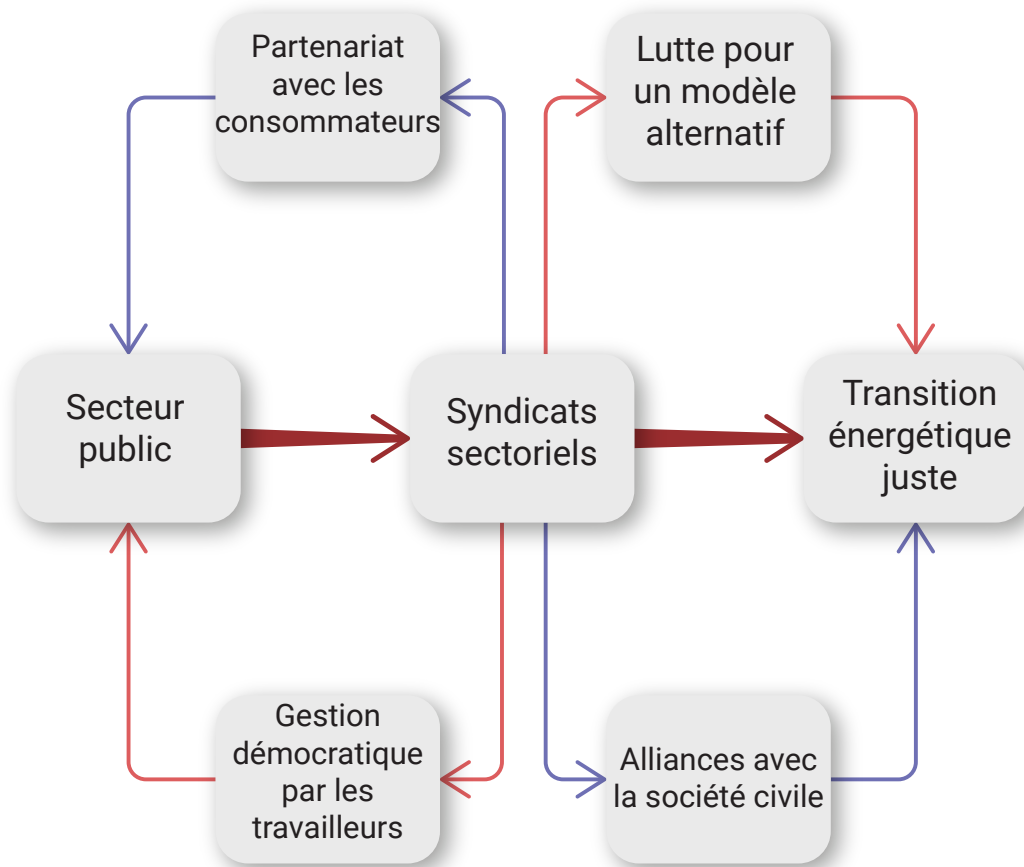 Partenariat
avec les
consommateurs
Lutte pour
un modèle
alternatif
Secteur
public
Syndicats
sectoriels
Transition
énergétique
juste
Gestion
démocratique
par les
travailleurs
Alliances avec
la société civile